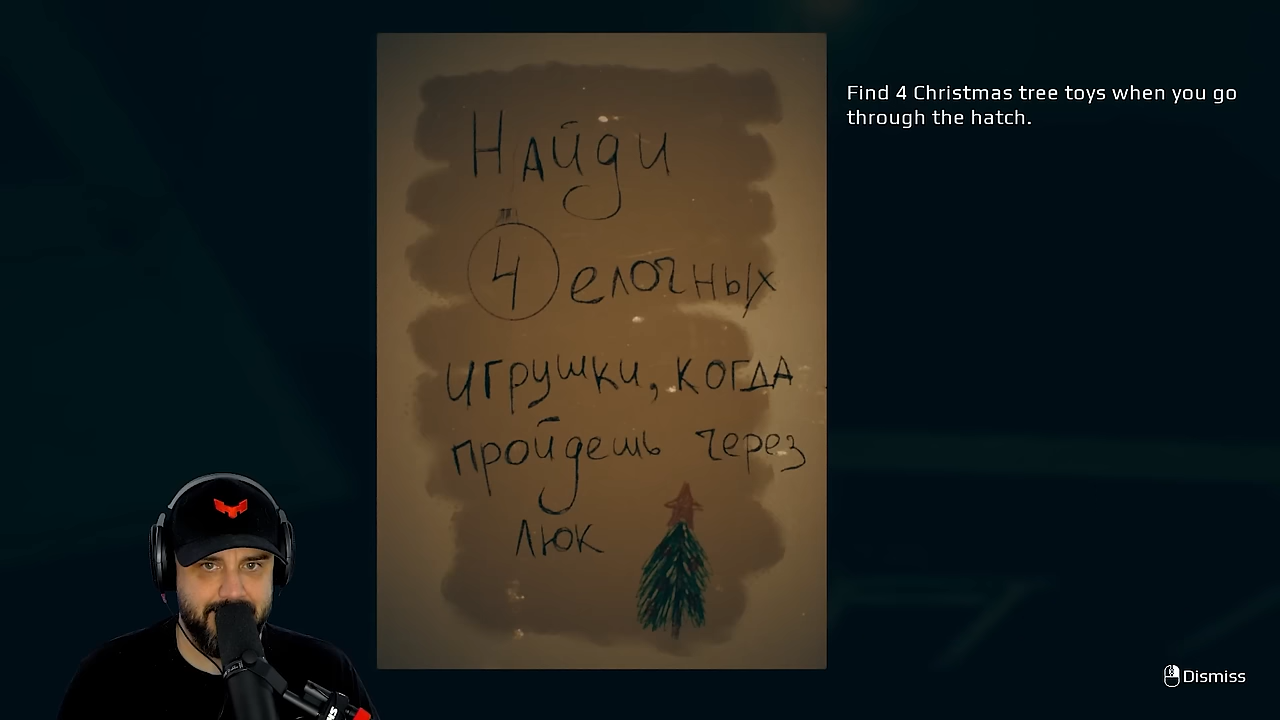 Найди
4 елочных
игрушки, когда
пройдешь через
люк
Find 4 Christmas tree toys when you go
through the hatch.
Dismiss